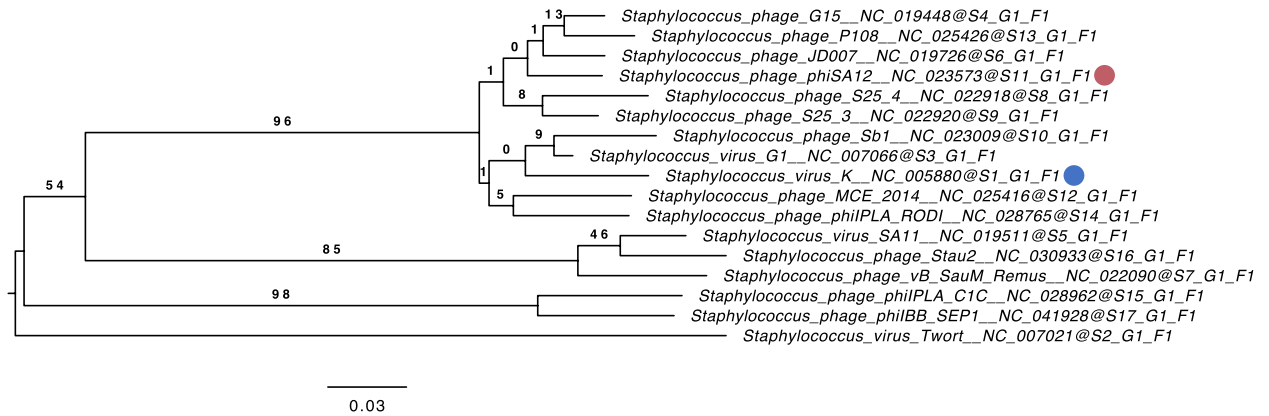 13 Staphylococcus_phage_G15__NC_019448@S4_G1_F1
1 Staphylococcus_phage_P108__NC_025426@S13_G1_F1
0 Staphylococcus_phage_JD007__NC_019726@S6_G1_F1
1 Staphylococcus_phage_phiSA12__NC_023573@S11_G1_F1
8 Staphylococcus_phage_S25_4__NC_022918@S8_G1_F1
Staphylococcus_phage_S25_3__NC_022920@S9_G1_F1
96
9 Staphylococcus_phage_Sb1__NC_023009@S10_G1_F1
0 Staphylococcus_virus_G1__NC_007066@S3_G1_F1
1 Staphylococcus_virus_K__NC_005880@S1_G1_F1
54
5 Staphylococcus_phage_MCE_2014__NC_025416@S12_G1_F1
Staphylococcus_phage_phiIPLA_RODI__NC_028765@S14_G1_F1
46 Staphylococcus_virus_SA11__NC_019511@S5_G1_F1
85 Staphylococcus_phage_Stau2__NC_030933@S16_G1_F1
Staphylococcus_phage_vB_SauM_Remus__NC_022090@S7_G1_F1
98 Staphylococcus_phage_phiIPLA_C1C__NC_028962@S15_G1_F1
Staphylococcus_phage_phiIBB_SEP1__NC_041928@S17_G1_F1
Staphylococcus_virus_Twort__NC_007021@S2_G1_F1
0.03